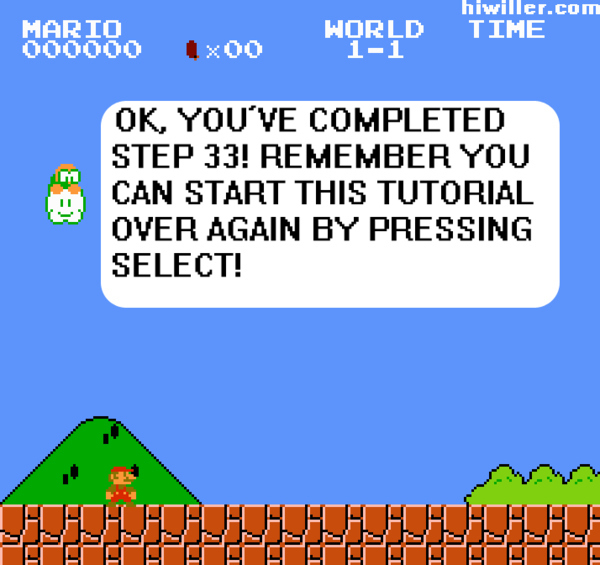 hiwiller.com
MARIO WORLD TIME
000000 x00 1-1
OK, YOU'VE COMPLETED
STEP 33! REMEMBER YOU
CAN START THIS TUTORIAL
OVER AGAIN BY PRESSING
SELECT!